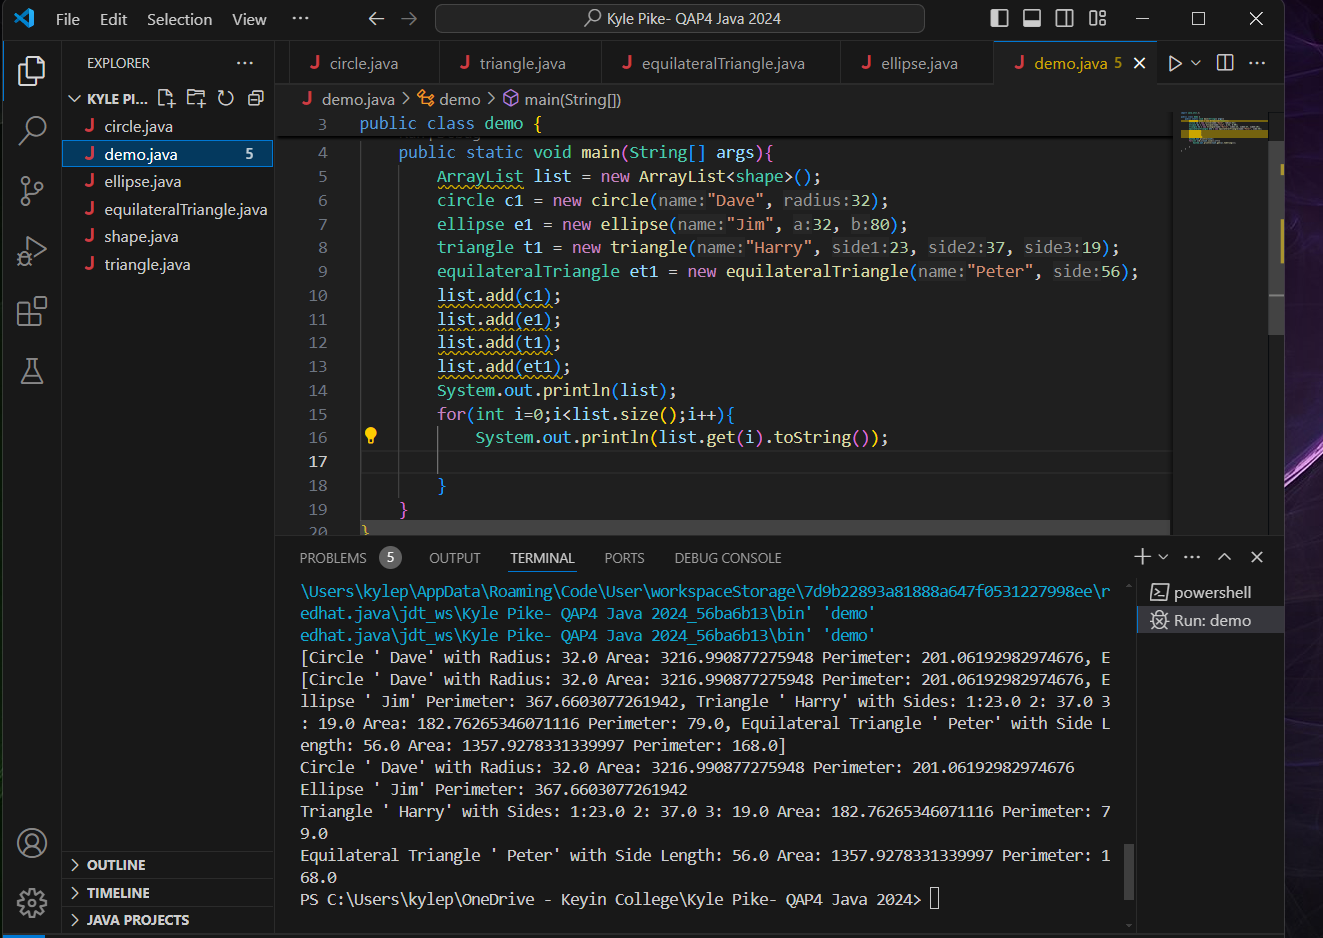 File Edit Selection View ··· Kyle Pike- QAP4 Java 2024
EXPLORER ···
KYLE PI...
circle.java
demo.java 5
ellipse.java
equilateralTriangle.java
shape.java
triangle.java
OUTLINE
TIMELINE
JAVA PROJECTS
circle.java triangle.java equilateralTriangle.java ellipse.java demo.java 5
demo.java > demo > main(String[])
3 public class demo {
4 public static void main(String[] args){
5 ArrayList list = new ArrayList<shape>();
6 circle c1 = new circle(name:"Dave", radius:32);
7 ellipse e1 = new ellipse(name:"Jim", a:32, b:80);
8 triangle t1 = new triangle(name:"Harry", side1:23, side2:37, side3:19);
9 equilateralTriangle et1 = new equilateralTriangle(name:"Peter", side:56);
10 list.add(c1);
11 list.add(e1);
12 list.add(t1);
13 list.add(et1);
14 System.out.println(list);
15 for(int i=0;i<list.size();i++){
16 System.out.println(list.get(i).toString());
17
18 }
19 }
20 }
PROBLEMS 5 OUTPUT TERMINAL PORTS DEBUG CONSOLE
\Users\kylep\AppData\Roaming\Code\User\workspaceStorage\7d9b22893a81888a647f0531227998ee\r
edhat.java\jdt_ws\Kyle Pike- QAP4 Java 2024_56ba6b13\bin' 'demo'
edhat.java\jdt_ws\Kyle Pike- QAP4 Java 2024_56ba6b13\bin' 'demo'
[Circle ' Dave' with Radius: 32.0 Area: 3216.990877275948 Perimeter: 201.06192982974676, E
[Circle ' Dave' with Radius: 32.0 Area: 3216.990877275948 Perimeter: 201.06192982974676, E
llipse ' Jim' Perimeter: 367.6603077261942, Triangle ' Harry' with Sides: 1:23.0 2: 37.0 3
: 19.0 Area: 182.76265346071116 Perimeter: 79.0, Equilateral Triangle ' Peter' with Side L
ength: 56.0 Area: 1357.9278331339997 Perimeter: 168.0]
Circle ' Dave' with Radius: 32.0 Area: 3216.990877275948 Perimeter: 201.06192982974676
Ellipse ' Jim' Perimeter: 367.6603077261942
Triangle ' Harry' with Sides: 1:23.0 2: 37.0 3: 19.0 Area: 182.76265346071116 Perimeter: 7
9.0
Equilateral Triangle ' Peter' with Side Length: 56.0 Area: 1357.9278331339997 Perimeter: 1
68.0
PS C:\Users\kylep\OneDrive - Keyin College\Kyle Pike- QAP4 Java 2024>
powershell
Run: demo